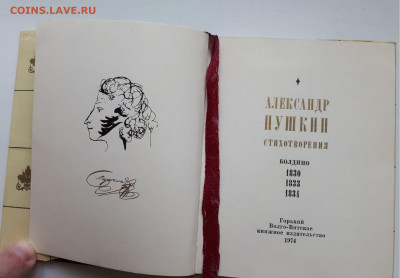 COINS.LAVE.RU
АЛЕКСАНДР
ПУШКИН
СТИХОТВОРЕНИЯ
БОЛДИНО
1830
1833
1834
Горький
Волго-Вятское
книжное издательство
1974